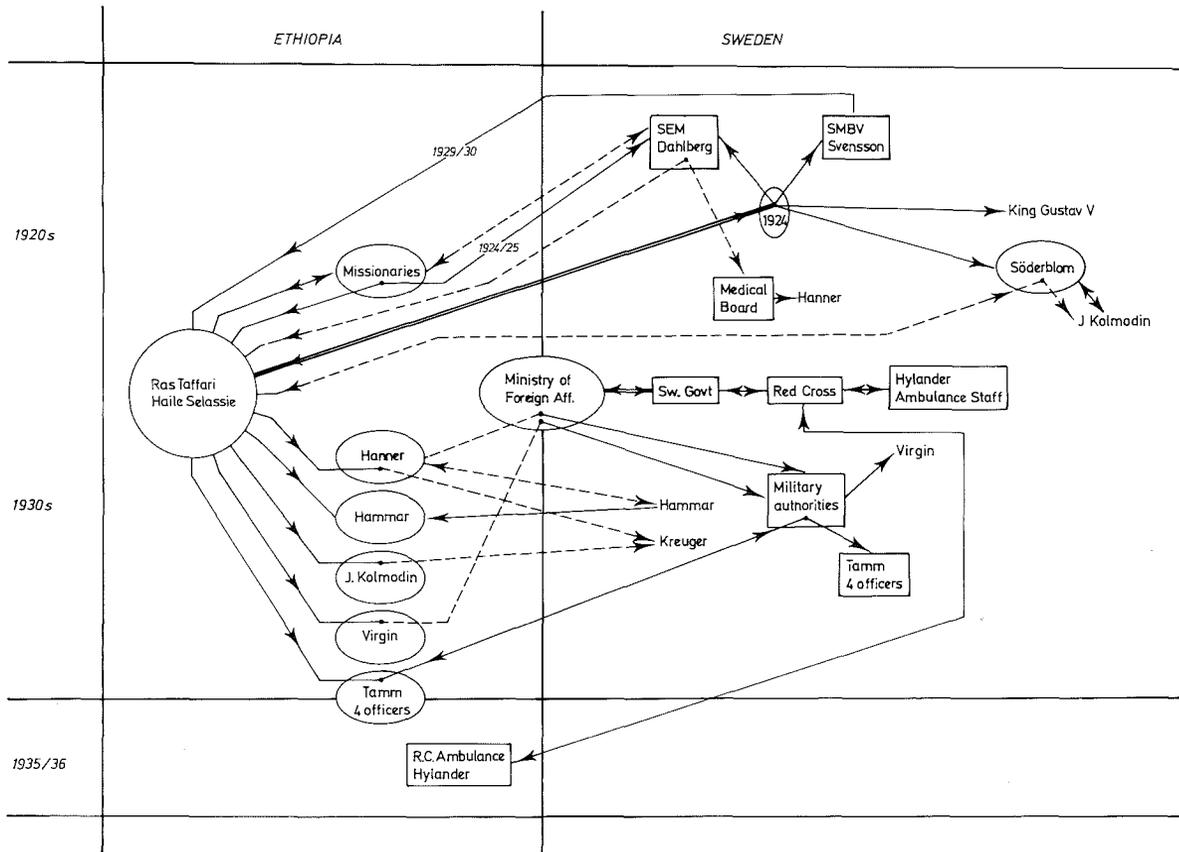 ETHIOPIA
SWEDEN
1920s
SEM
Dahlberg
SMBV
Svensson
1929/30
1924
King Gustav V
1924/25
Missionaries
Söderblom
Medical
Board
Hanner
J Kolmodin
Ras Taffari
Haile Selassie
Ministry of
Foreign Aff.
Sw. Govt
Red Cross
Hylander
Ambulance Staff
1930s
Hanner
Virgin
Hammar
Hammar
Military
authorities
Kreuger
J. Kolmodin
Tamm
4 officers
Virgin
Tamm
4 officers
1935/36
R.C. Ambulance
Hylander